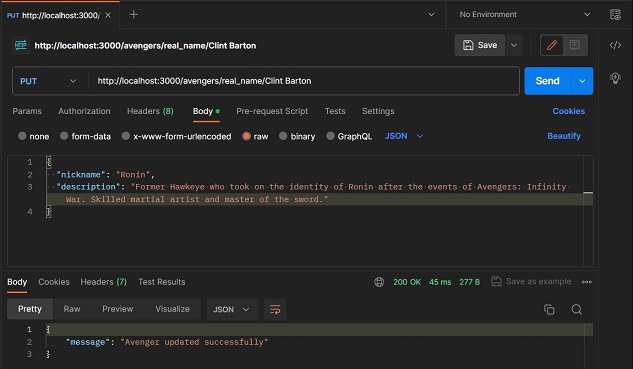 PUT http://localhost:3000/
No Environment
HTTP http://localhost:3000/avengers/real_name/Clint Barton
Save
PUT http://localhost:3000/avengers/real_name/Clint Barton
Send
Params Authorization Headers (8) Body Pre-request Script Tests Settings Cookies
none form-data x-www-form-urlencoded raw binary GraphQL JSON Beautify
1 {
2 "nickname": "Ronin",
3 "description": "Former Hawkeye who took on the identity of Ronin after the events of Avengers: Infinity
War. Skilled martial artist and master of the sword."
4 }
Body Cookies Headers (7) Test Results 200 OK 45 ms 277 B Save as example
Pretty Raw Preview Visualize JSON
1 {
2 "message": "Avenger updated successfully"
3 }